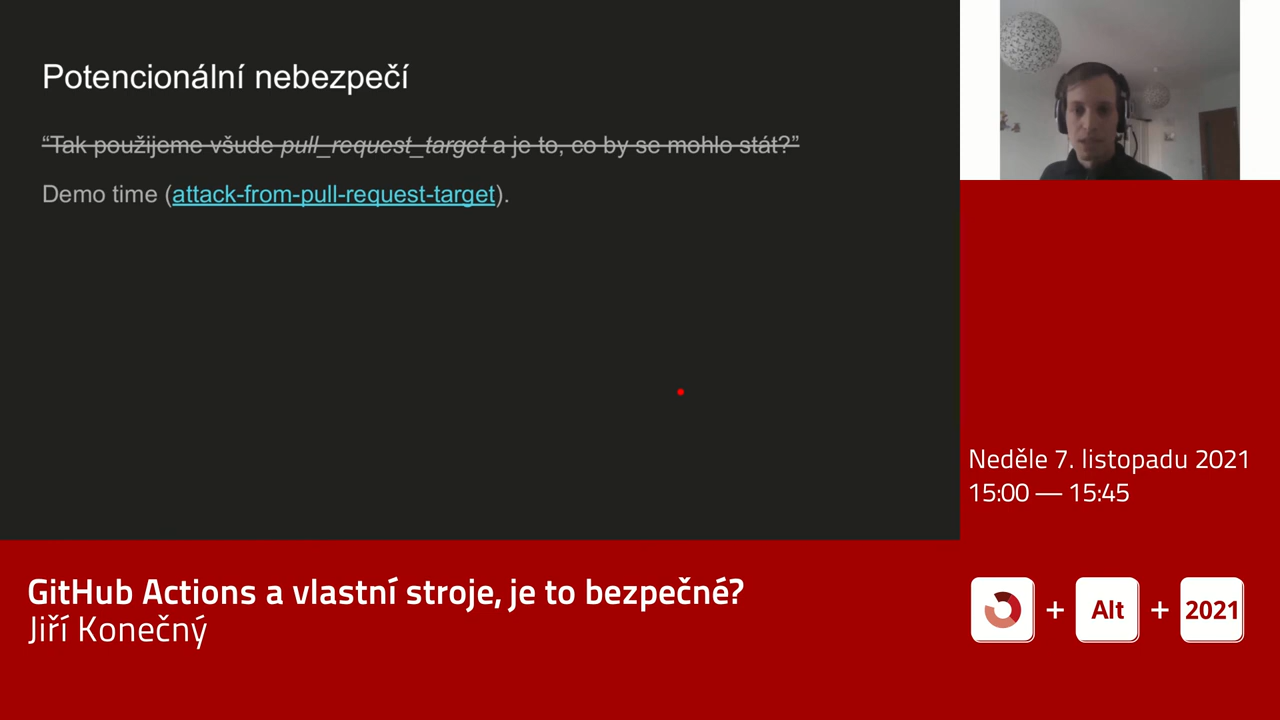 Potencionální nebezpečí
“Tak použijeme všude pull_request_target a je to, co by se mohlo stát?”
Demo time (attack-from-pull-request-target).
Neděle 7. listopadu 2021
15:00 — 15:45
GitHub Actions a vlastní stroje, je to bezpečné?
Jiří Konečný
+ Alt + 2021